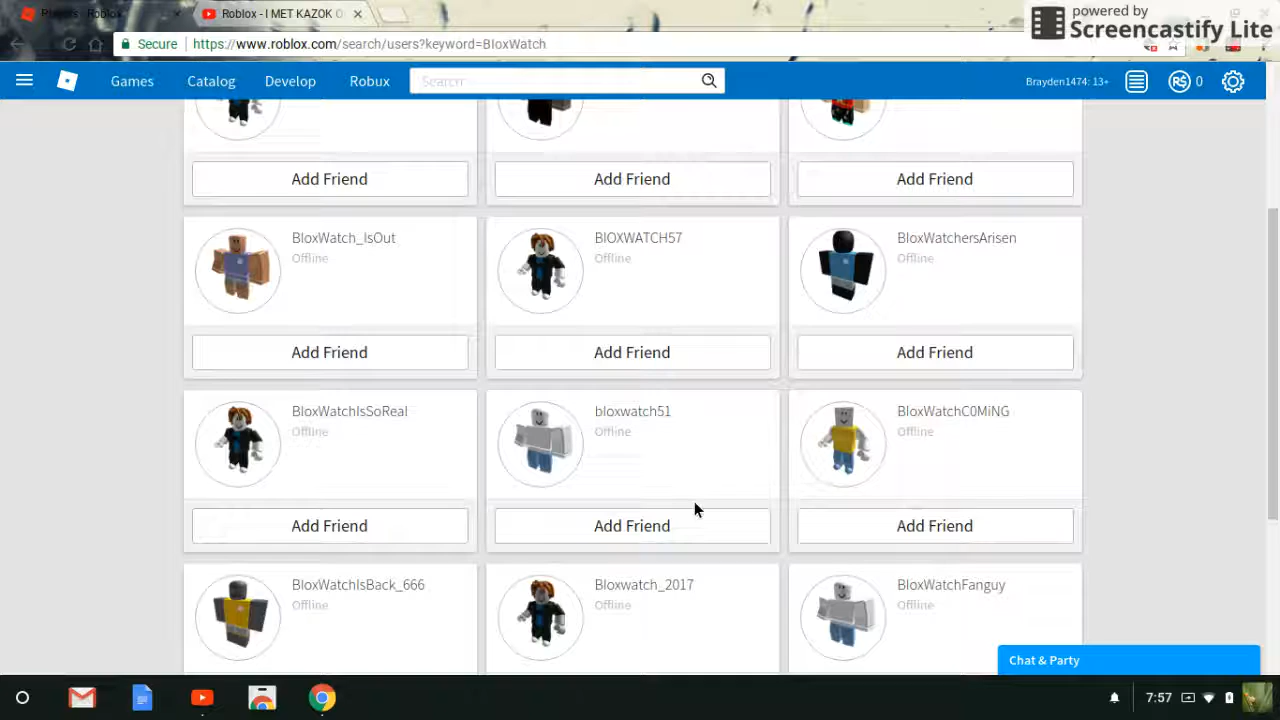 Roblox - I MET KAZOK O
powered by
Screencastify Lite
Secure https://www.roblox.com/search/users?keyword=BloxWatch
Games Catalog Develop Robux Search Brayden1474: 13+ R$ 0
Add Friend Add Friend Add Friend
BloxWatch_IsOut BlOXWATCH57 BloxWatchersArisen
Offline Offline Offline
Add Friend Add Friend Add Friend
BloxWatchIsSoReal bloxwatch51 BloxWatchC0MiNG
Offline Offline Offline
Add Friend Add Friend Add Friend
BloxWatchIsBack_666 Bloxwatch_2017 BloxWatchFanguy
Offline Offline Offline
Chat & Party
7:57